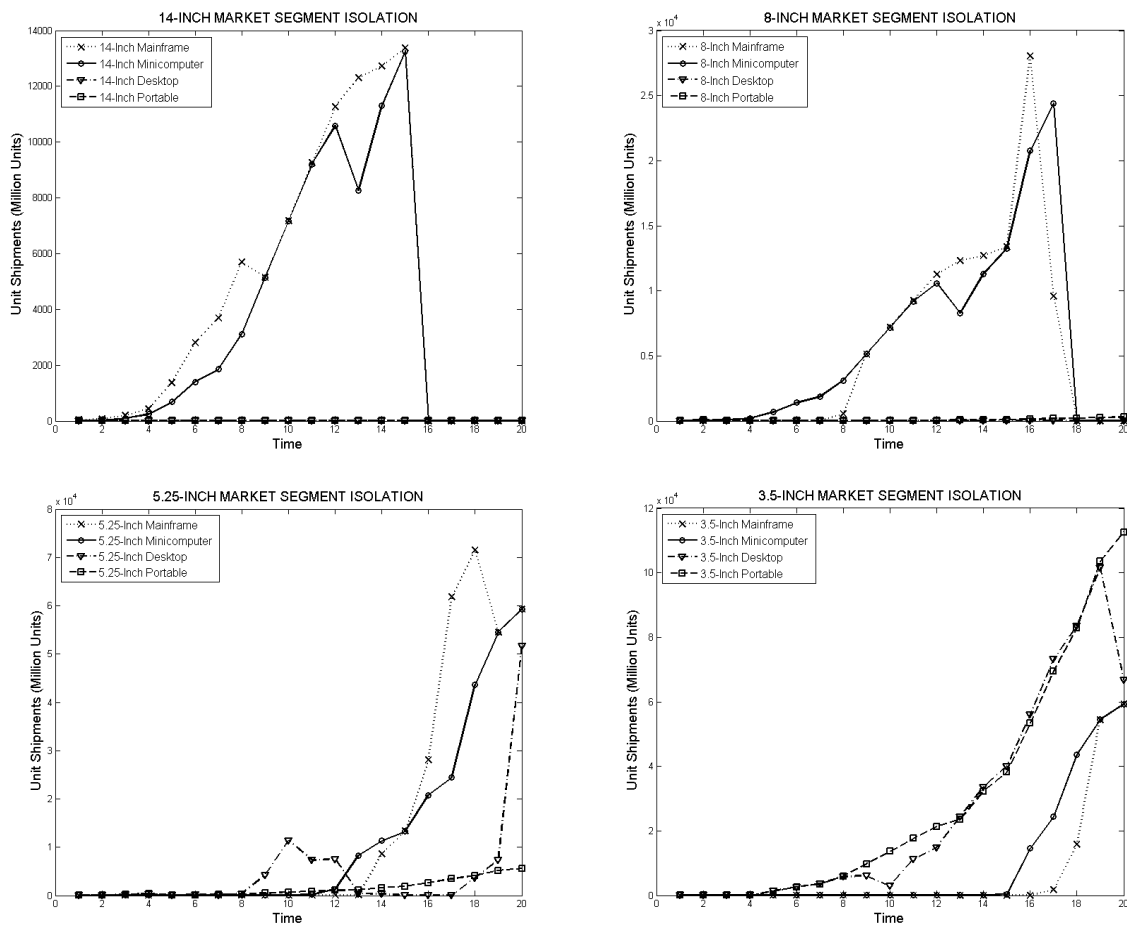 14-INCH MARKET SEGMENT ISOLATION
14000
12000
10000
8000
6000
4000
2000
0
Unit Shipments (Million Units)
14-Inch Mainframe
14-Inch Minicomputer
14-Inch Desktop
14-Inch Portable
0 2 4 6 8 10 12 14 16 18 20
Time
8-INCH MARKET SEGMENT ISOLATION
x 10^4
3
2.5
2
1.5
1
0.5
0
Unit Shipments (Million Units)
8-Inch Mainframe
8-Inch Minicomputer
8-Inch Desktop
8-Inch Portable
0 2 4 6 8 10 12 14 16 18 20
Time
5.25-INCH MARKET SEGMENT ISOLATION
x 10^4
8
7
6
5
4
3
2
1
0
Unit Shipments (Million Units)
5.25-Inch Mainframe
5.25-Inch Minicomputer
5.25-Inch Desktop
5.25-Inch Portable
0 2 4 6 8 10 12 14 16 18 20
Time
3.5-INCH MARKET SEGMENT ISOLATION
x 10^4
12
10
8
6
4
2
0
Unit Shipments (Million Units)
3.5-Inch Mainframe
3.5-Inch Minicomputer
3.5-Inch Desktop
3.5-Inch Portable
0 2 4 6 8 10 12 14 16 18 20
Time